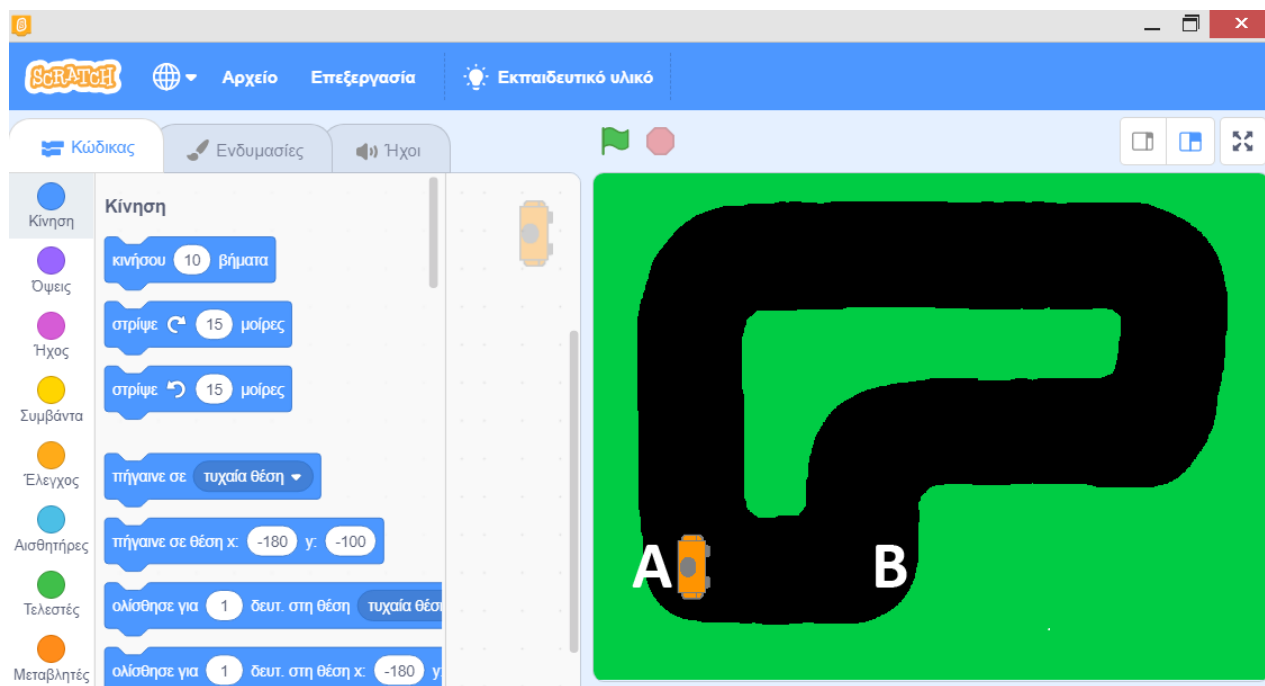 SCRATCH
Αρχείο
Επεξεργασία
Εκπαιδευτικό υλικό
Κώδικας
Ενδυμασίες
Ήχοι
Κίνηση
Όψεις
Ήχος
Συμβάντα
Έλεγχος
Αισθητήρες
Τελεστές
Μεταβλητές
Κίνηση
κινήσου 10 βήματα
στρίψε 15 μοίρες
στρίψε 15 μοίρες
πήγαινε σε τυχαία θέση
πήγαινε σε θέση x: -180 y: -100
ολίσθησε για 1 δευτ. στη θέση τυχαία
ολίσθησε για 1 δευτ. στη θέση x: -180 y
A
B